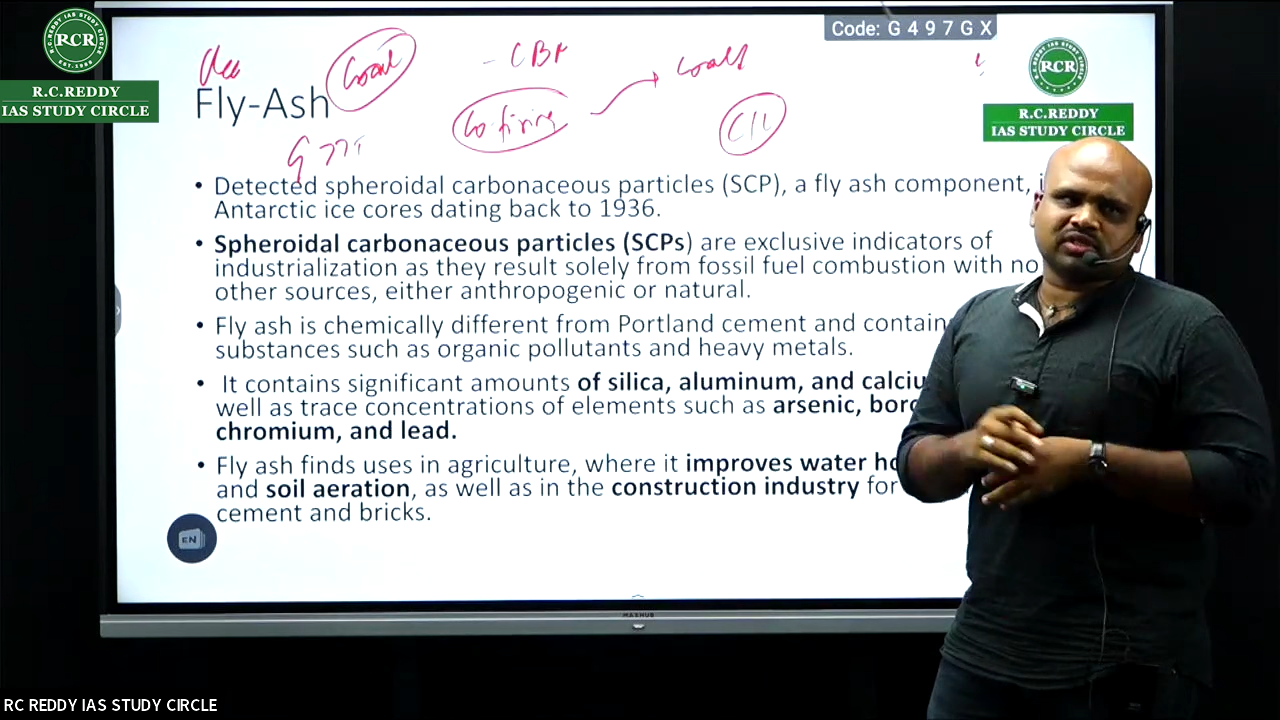 Code: G 4 9 7 G X
RCR
R.C.REDDY
IAS STUDY CIRCLE
RCR
R.C.REDDY
IAS STUDY CIRCLE
Coal
CBA
Co firing
Coal
Fly-Ash
G
• Detected spheroidal carbonaceous particles (SCP), a fly ash component, i
Antarctic ice cores dating back to 1936.
• Spheroidal carbonaceous particles (SCPs) are exclusive indicators of
industrialization as they result solely from fossil fuel combustion with no
other sources, either anthropogenic or natural.
• Fly ash is chemically different from Portland cement and contain
substances such as organic pollutants and heavy metals.
• It contains significant amounts of silica, aluminum, and calciu
well as trace concentrations of elements such as arsenic, boro
chromium, and lead.
• Fly ash finds uses in agriculture, where it improves water ho
and soil aeration, as well as in the construction industry for
cement and bricks.
EN
MAXHUB
RC REDDY IAS STUDY CIRCLE